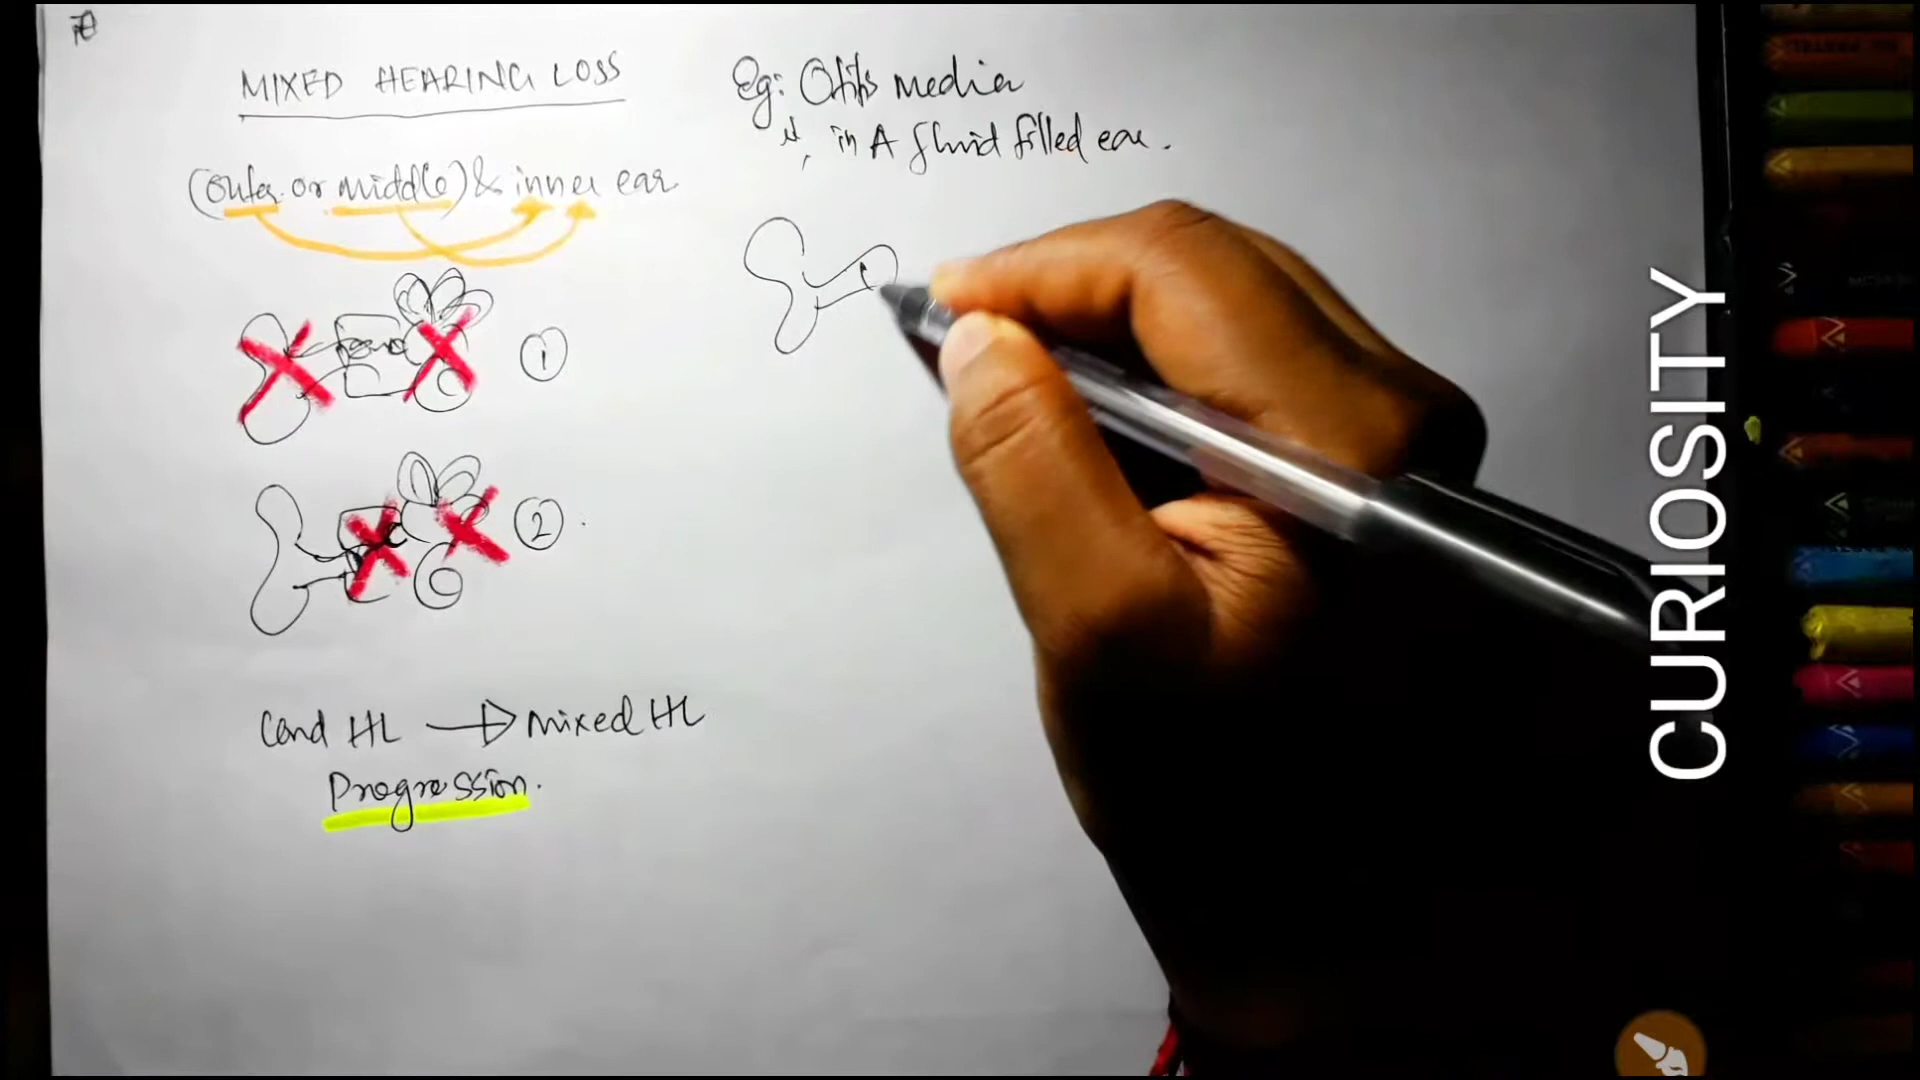 MIXED HEARING LOSS
(Outer or middle) & inner ear
1
2
Cond HL → Mixed HL
Progression.
Eg: Otitis media
in A fluid filled ear.
CURIOSITY